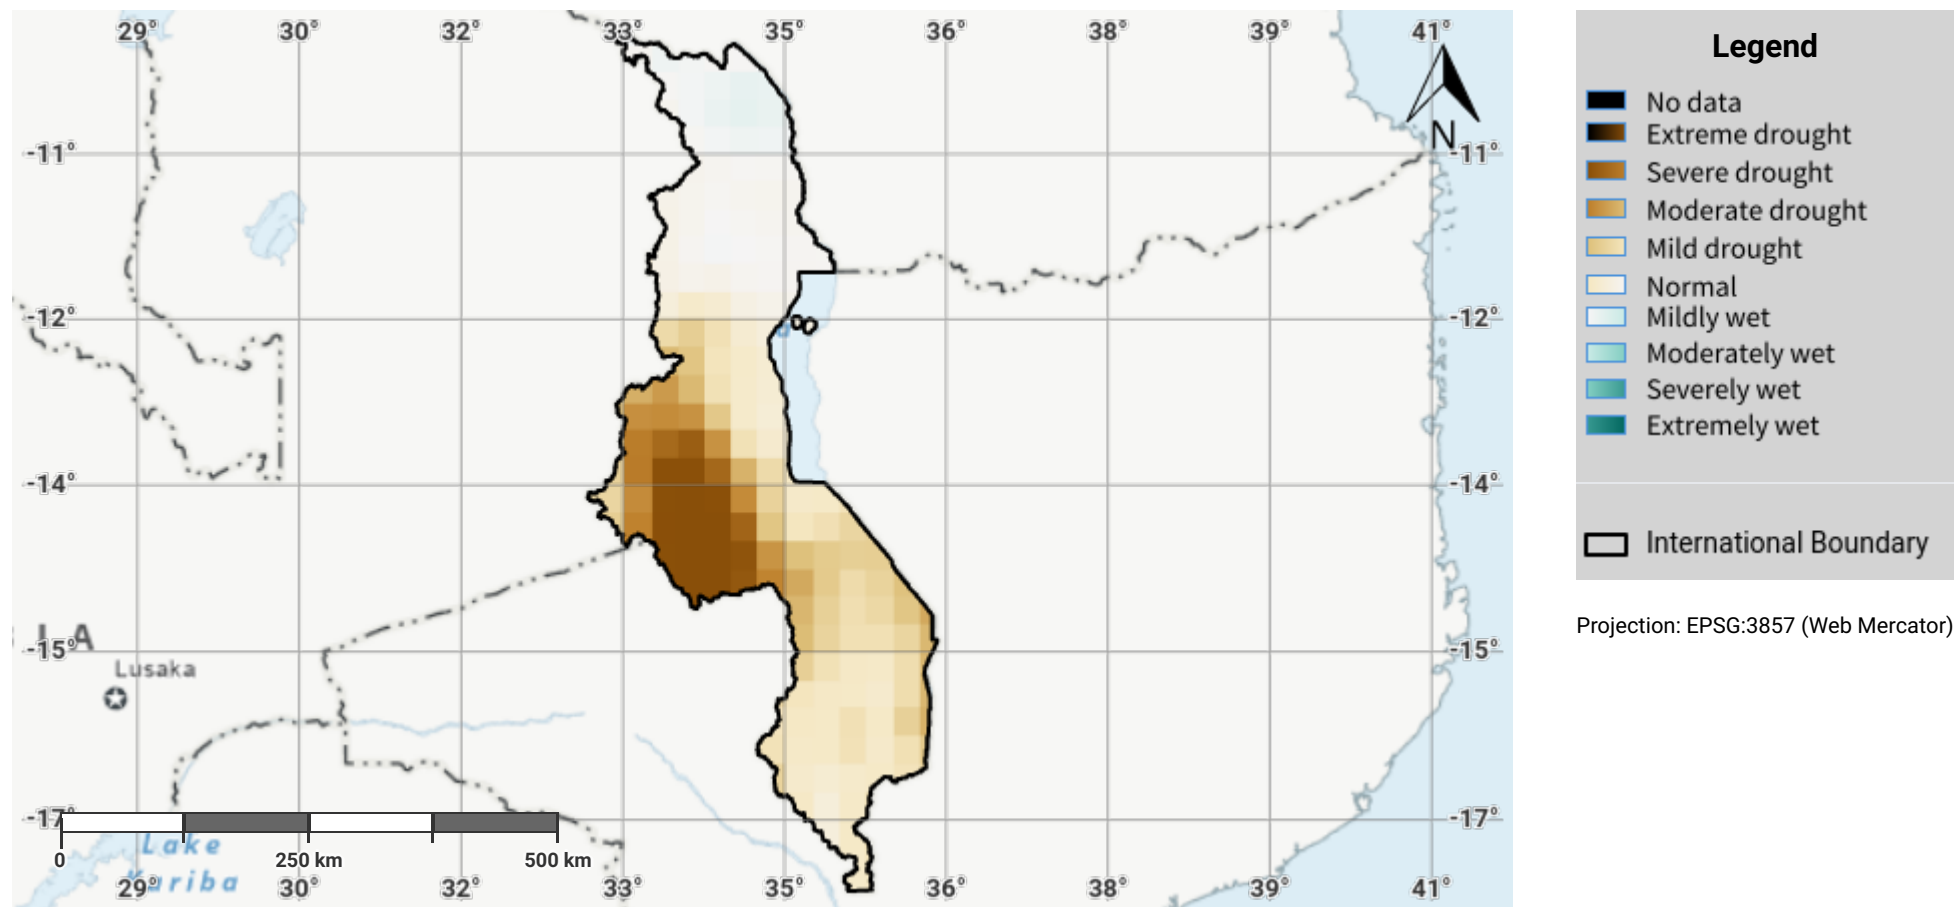 29° 30° 32° 33° 35° 36° 38° 39° 41°
N
-11° -11°
-12° -12°
-14° -14°
-15° -15°
LA
Lusaka
-17° -17°
0 250 km 500 km
Lake
Kariba
29° 30° 32° 33° 35° 36° 38° 39° 41°
Legend
No data
Extreme drought
Severe drought
Moderate drought
Mild drought
Normal
Mildly wet
Moderately wet
Severely wet
Extremely wet
International Boundary
Projection: EPSG:3857 (Web Mercator)